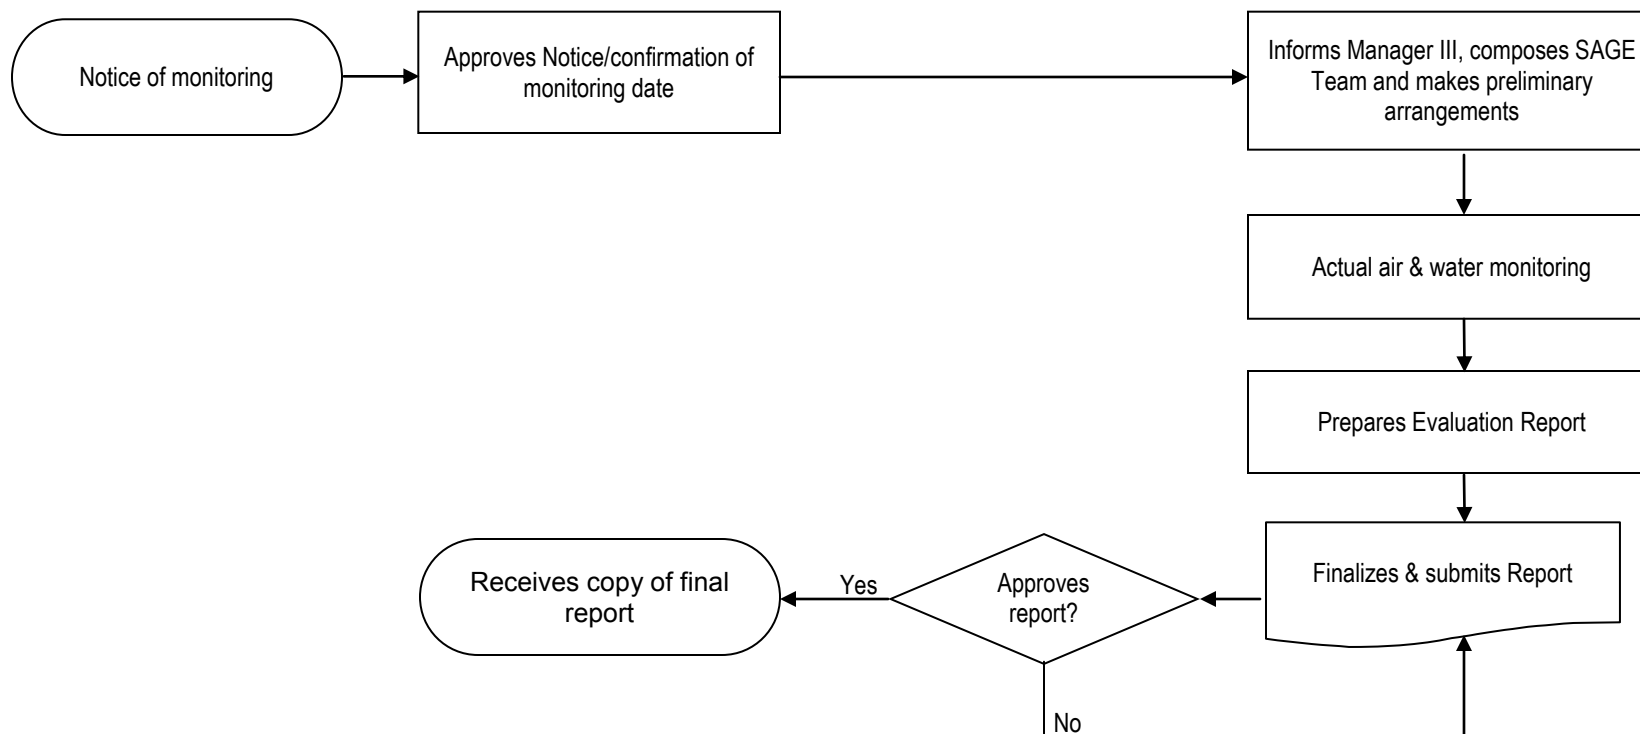 Notice of monitoring
Approves Notice/confirmation of
monitoring date
Informs Manager III, composes SAGE
Team and makes preliminary
arrangements
Actual air & water monitoring
Prepares Evaluation Report
Finalizes & submits Report
Approves
report?
Yes
Receives copy of final
report
No